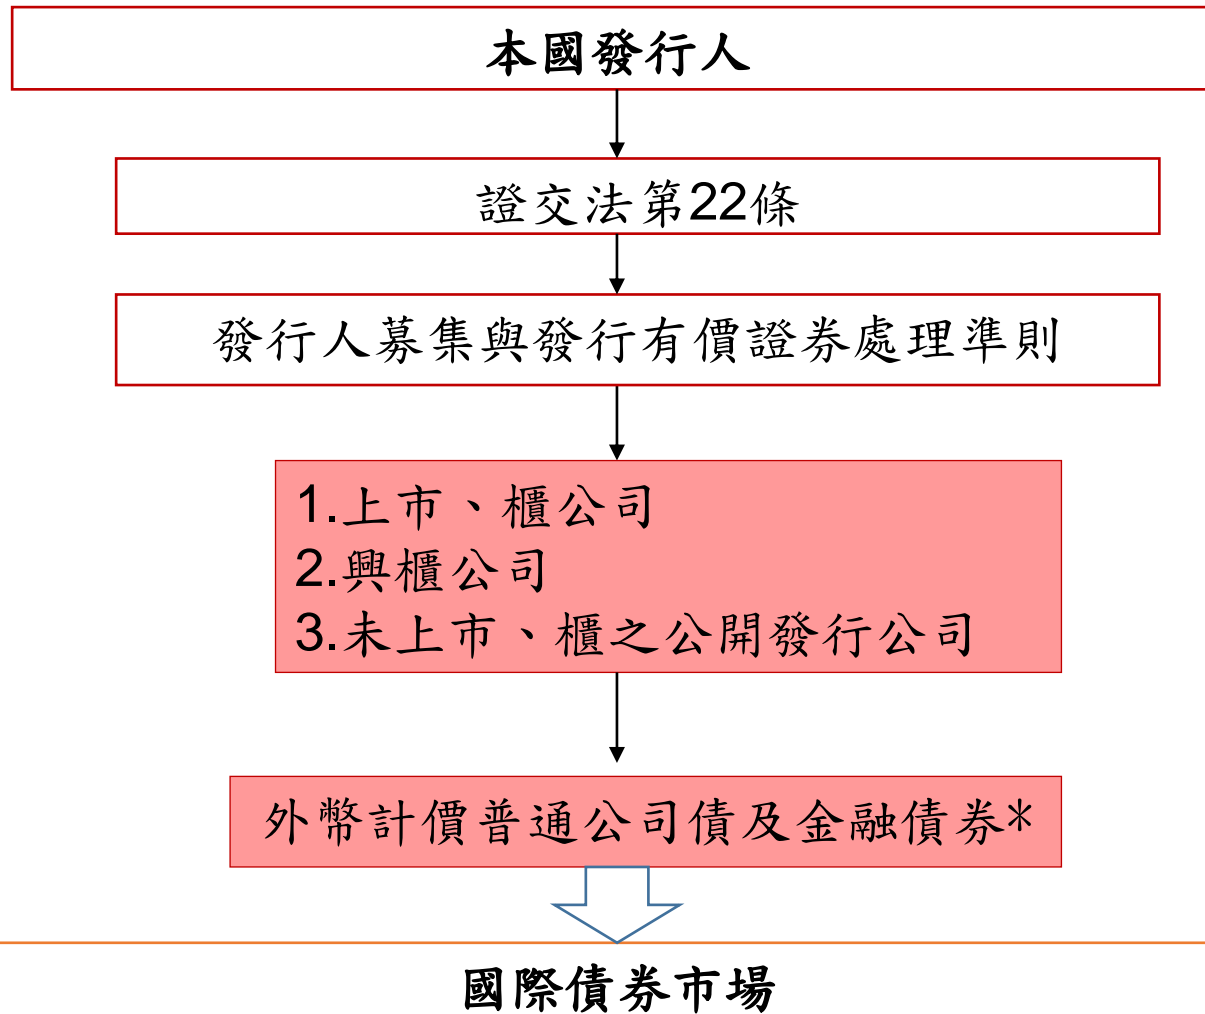 本國發行人
證交法第22條
發行人募集與發行有價證券處理準則
1.上市、櫃公司
2.興櫃公司
3.未上市、櫃之公開發行公司
外幣計價普通公司債及金融債券*
國際債券市場